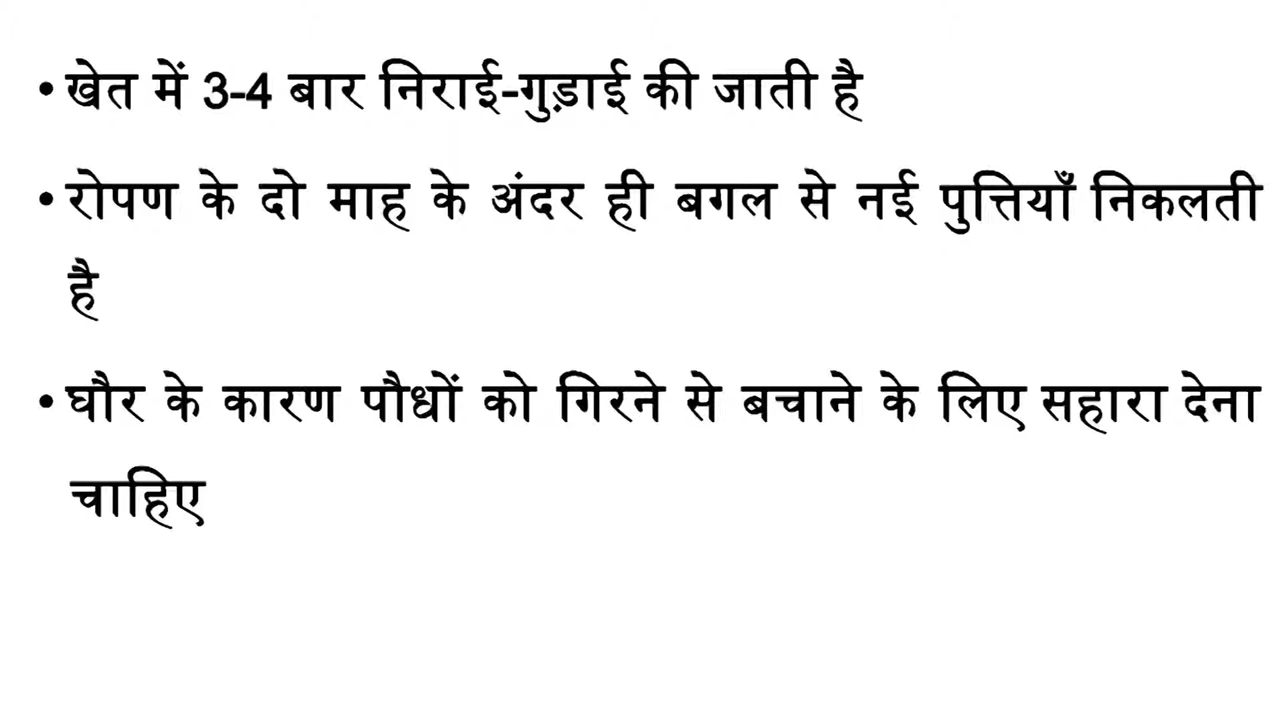 • खेत में 3-4 बार निराई-गुड़ाई की जाती है
• रोपण के दो माह के अंदर ही बगल से नई पुत्तियाँ निकलती
है
• घौर के कारण पौधों को गिरने से बचाने के लिए सहारा देना
चाहिए